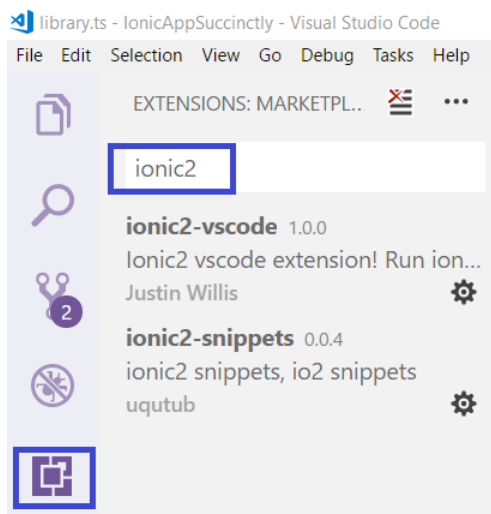 library.ts - IonicAppSuccinctly - Visual Studio Code
File Edit Selection View Go Debug Tasks Help
EXTENSIONS: MARKETPL..
ionic2
ionic2-vscode 1.0.0
Ionic2 vscode extension! Run ion...
Justin Willis
2
ionic2-snippets 0.0.4
ionic2 snippets, io2 snippets
uqutub